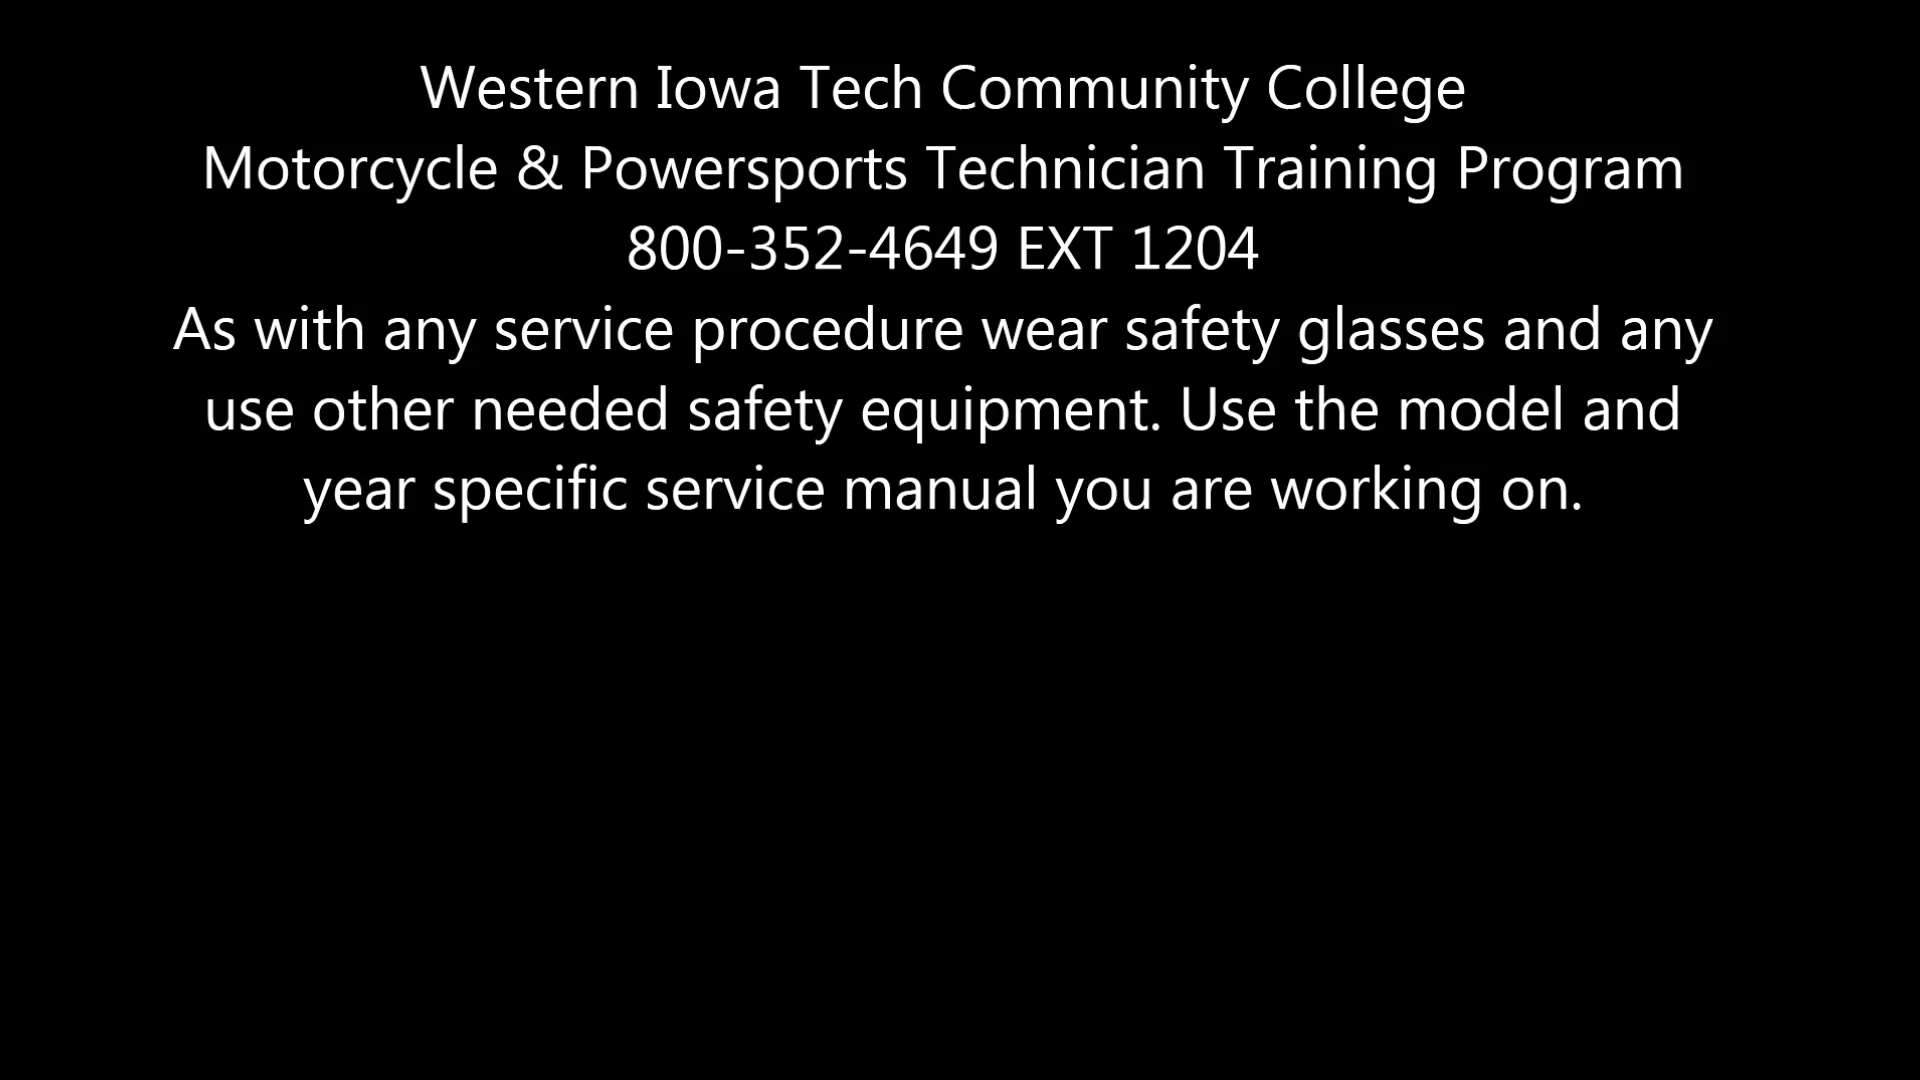 Western Iowa Tech Community College
Motorcycle & Powersports Technician Training Program
800-352-4649 EXT 1204
As with any service procedure wear safety glasses and any
use other needed safety equipment. Use the model and
year specific service manual you are working on.